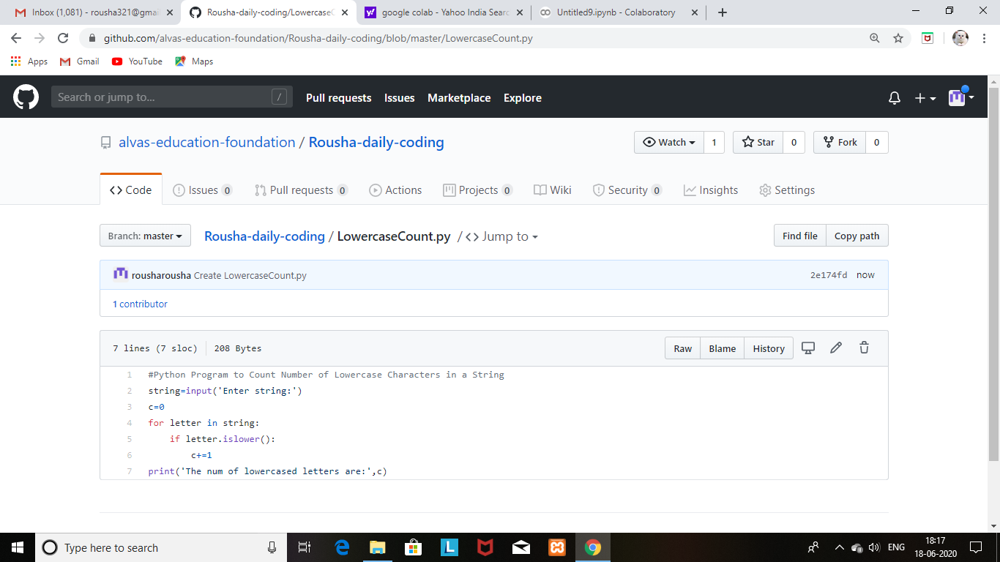 Inbox (1,081) - rousha321@gmai
Rousha-daily-coding/LowercaseC
google colab - Yahoo India Searc
Untitled9.ipynb - Colaboratory
github.com/alvas-education-foundation/Rousha-daily-coding/blob/master/LowercaseCount.py
Apps Gmail YouTube Maps
Search or jump to... / Pull requests Issues Marketplace Explore
alvas-education-foundation / Rousha-daily-coding Watch 1 Star 0 Fork 0
Code Issues 0 Pull requests 0 Actions Projects 0 Wiki Security 0 Insights Settings
Branch: master Rousha-daily-coding / LowercaseCount.py / <> Jump to Find file Copy path
rousharousha Create LowercaseCount.py 2e174fd now
1 contributor
7 lines (7 sloc) 208 Bytes Raw Blame History
1 #Python Program to Count Number of Lowercase Characters in a String
2 string=input('Enter string:')
3 c=0
4 for letter in string:
5     if letter.islower():
6         c+=1
7 print('The num of lowercased letters are:',c)
Type here to search
L
ENG
18:17
18-06-2020